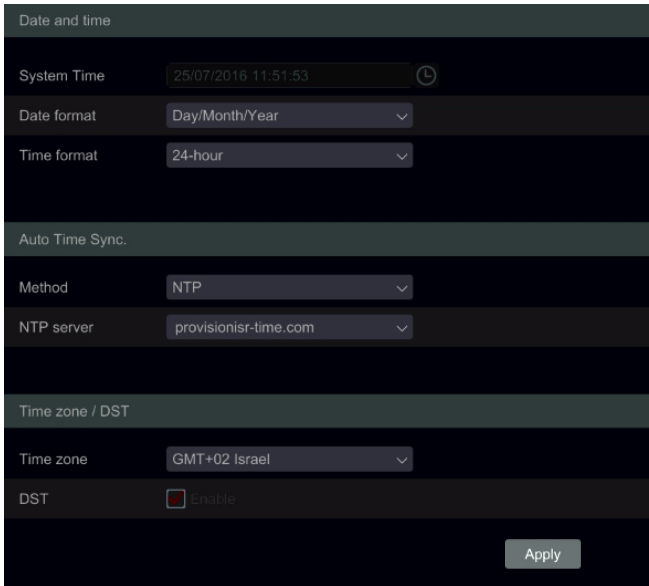 Date and time
System Time 25/07/2016 11:51:53
Date format Day/Month/Year
Time format 24-hour
Auto Time Sync.
Method NTP
NTP server provisionisr-time.com
Time zone / DST
Time zone GMT+02 Israel
DST Enable
Apply